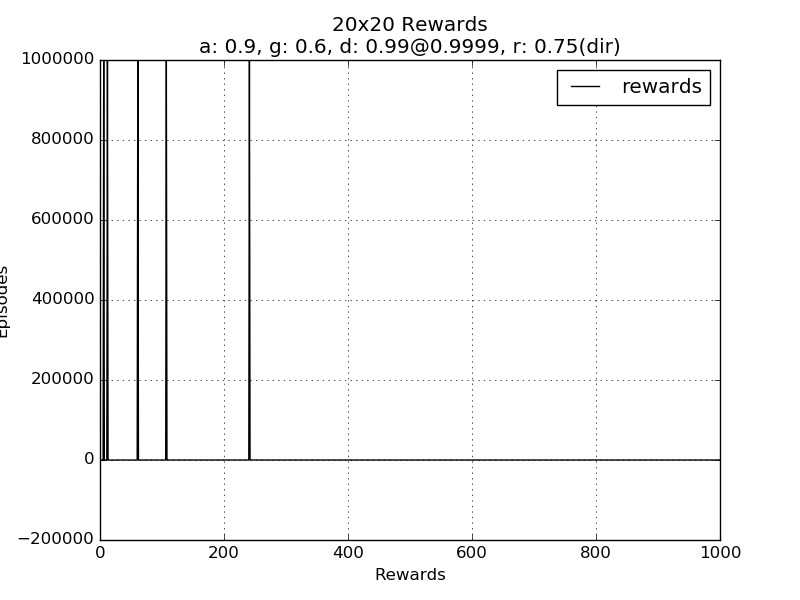 20x20 Rewards
a: 0.9, g: 0.6, d: 0.99@0.9999, r: 0.75(dir)
rewards
1000000
800000
600000
400000
200000
0
−200000
Episodes
0 200 400 600 800 1000
Rewards